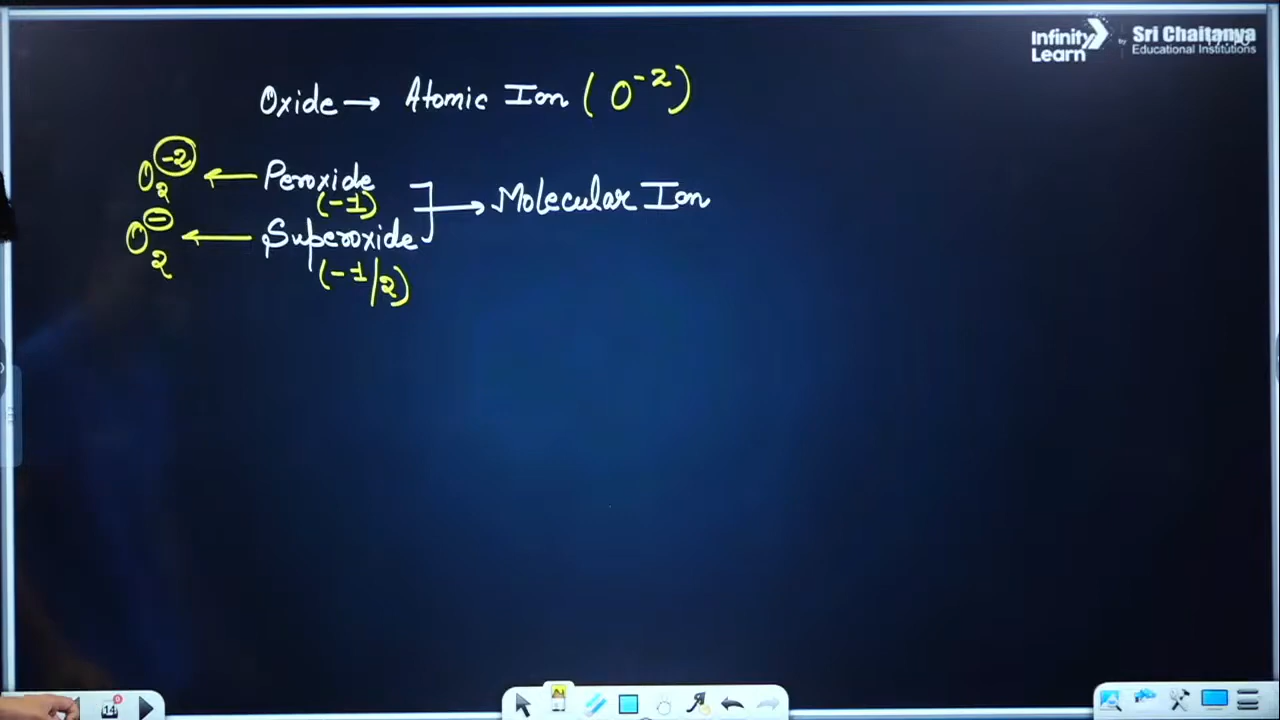 Infinity Learn by Sri Chaitanya Educational Institutions
Oxide → Atomic Ion (O⁻²)
O₂⁻² ← Peroxide
(-1)
→ Molecular Ion
O₂⁻ ← Superoxide
(-1/2)
14